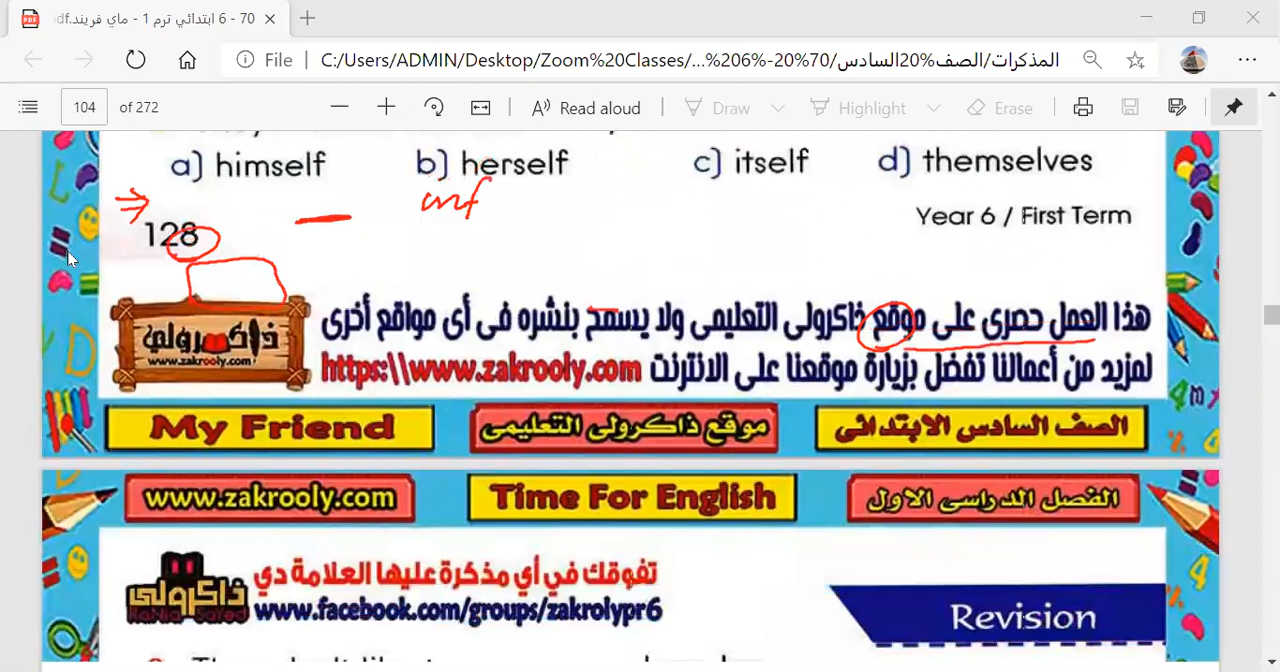 70 - 6 ابتدائي ترم 1 - ماي فريند.pdf
File
C:/Users/ADMIN/Desktop/Zoom%20Classes/المذكرات/الصف%20السادس/70%20-%206%...
104 of 272
Read aloud
Draw
Highlight
Erase
a) himself b) herself c) itself d) themselves
inf
128
Year 6 / First Term
هذا العمل حصرى على موقع ذاكرولى التعليمى ولا يسمح بنشره فى أى مواقع أخرى
ذاكرولي
www.zakrooly.com
لمزيد من أعمالنا تفضل بزيارة موقعنا على الانترنت https:\\www.zakrooly.com
My Friend
موقع ذاكرولى التعليمى
الصف السادس الابتدائى
www.zakrooly.com
Time For English
الفصل الدراسى الاول
تفوقك في أي مذكرة عليها العلامة دي
ذاكرولى
www.facebook.com/groups/zakrolypr6
Revision